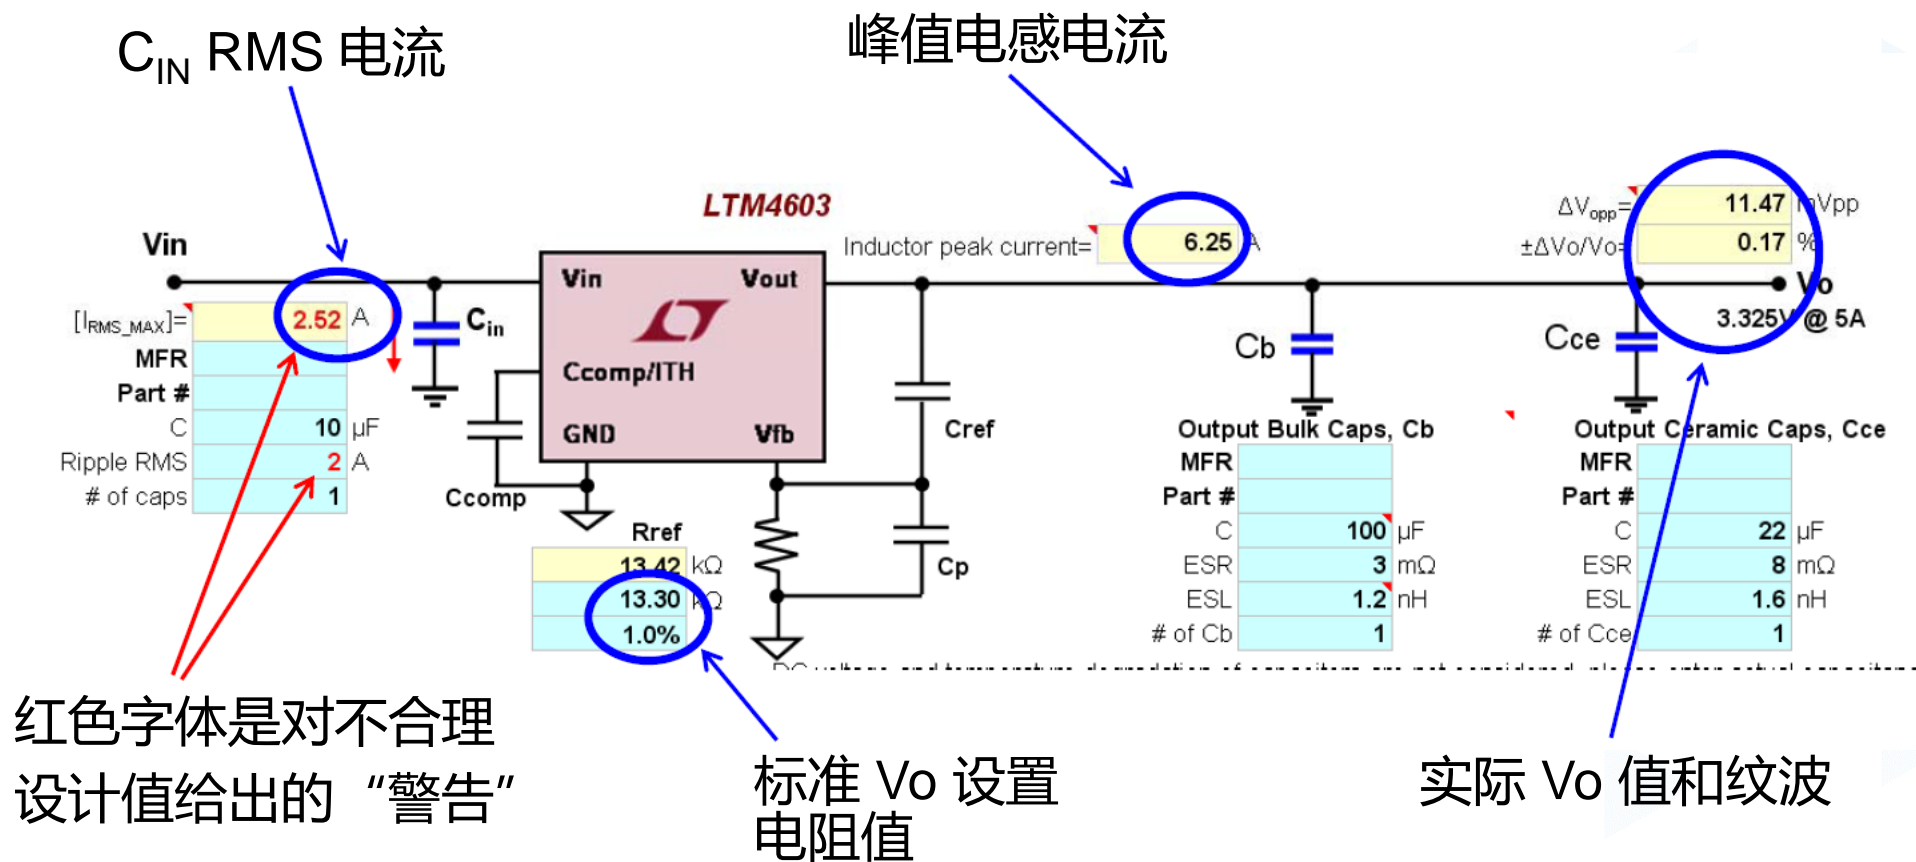 C_IN RMS 电流
峰值电感电流
LTM4603
ΔVopp= 11.47 mVpp
±ΔVo/Vo= 0.17 %
Inductor peak current= 6.25 A
Vin
Vin
Vout
Vo
3.325V @ 5A
[IRMS_MAX]= 2.52 A
Cin
MFR
Part #
C 10 µF
Ripple RMS 2 A
# of caps 1
Ccomp/ITH
GND
Vfb
Ccomp
Cref
Cp
Cb
Cce
Rref
13.42 kΩ
13.30 kΩ
1.0%
Output Bulk Caps, Cb
MFR
Part #
C 100 µF
ESR 3 mΩ
ESL 1.2 nH
# of Cb 1
Output Ceramic Caps, Cce
MFR
Part #
C 22 µF
ESR 8 mΩ
ESL 1.6 nH
# of Cce 1
红色字体是对不合理
设计值给出的“警告”
标准 Vo 设置
电阻值
实际 Vo 值和纹波